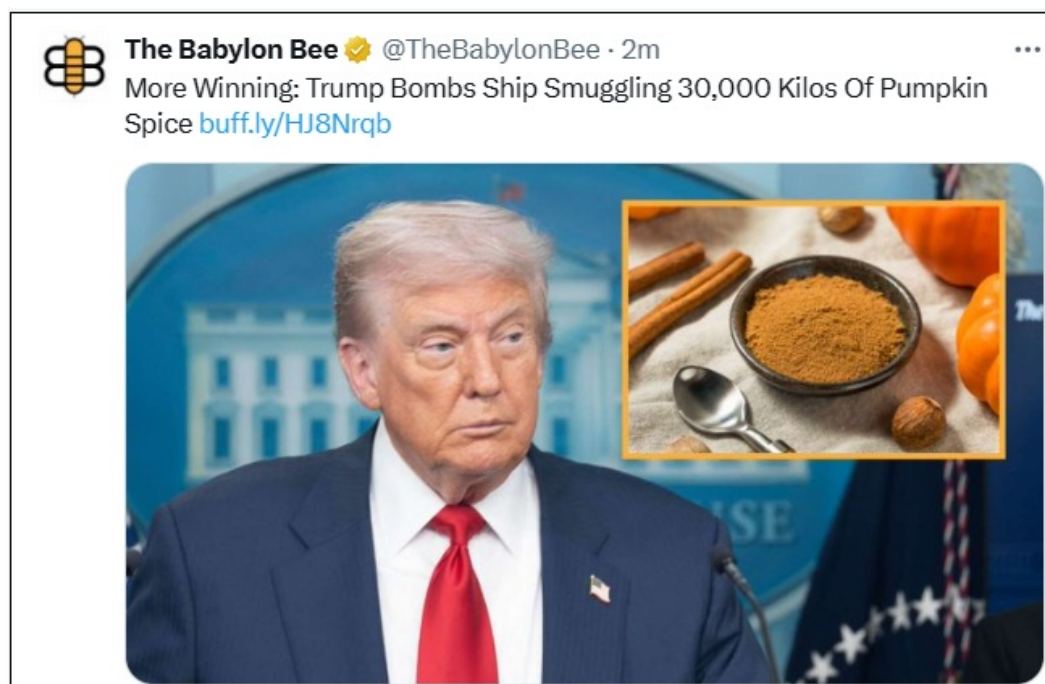 The Babylon Bee @TheBabylonBee · 2m
More Winning: Trump Bombs Ship Smuggling 30,000 Kilos Of Pumpkin
Spice buff.ly/HJ8Nrqb
The